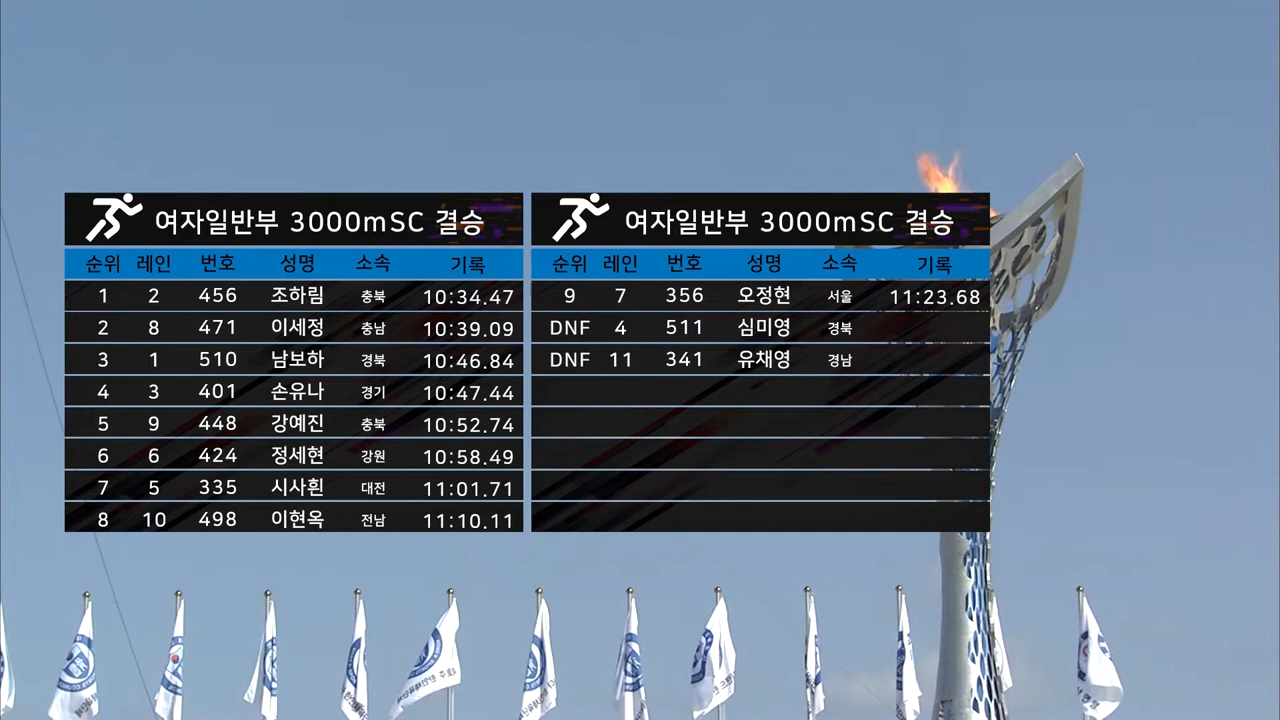 여자일반부 3000mSC 결승
순위 레인 번호 성명 소속 기록
1 2 456 조하림 충북 10:34.47
2 8 471 이세정 충남 10:39.09
3 1 510 남보하 경북 10:46.84
4 3 401 손유나 경기 10:47.44
5 9 448 강예진 충북 10:52.74
6 6 424 정세현 강원 10:58.49
7 5 335 시사흰 대전 11:01.71
8 10 498 이현옥 전남 11:10.11
여자일반부 3000mSC 결승
순위 레인 번호 성명 소속 기록
9 7 356 오정현 서울 11:23.68
DNF 4 511 심미영 경북
DNF 11 341 유채영 경남